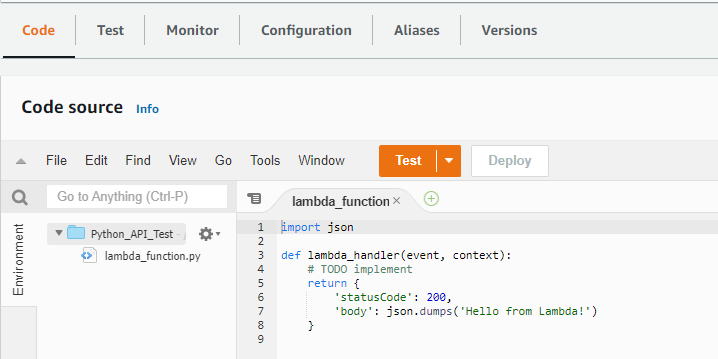 Code Test Monitor Configuration Aliases Versions
Code source Info
File Edit Find View Go Tools Window Test Deploy
Go to Anything (Ctrl-P) lambda_function
Environment
Python_API_Test
lambda_function.py
1 import json
2
3 def lambda_handler(event, context):
4 # TODO implement
5 return {
6 'statusCode': 200,
7 'body': json.dumps('Hello from Lambda!')
8 }
9